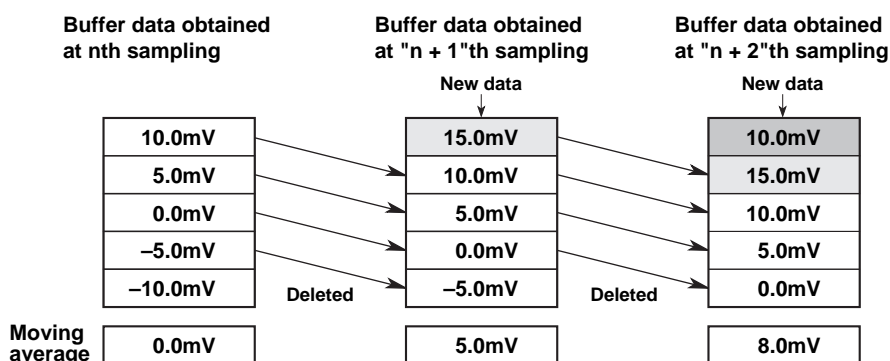 Buffer data obtained
at nth sampling
Buffer data obtained
at "n + 1"th sampling
Buffer data obtained
at "n + 2"th sampling
New data
New data
10.0mV
5.0mV
0.0mV
–5.0mV
–10.0mV
Deleted
15.0mV
10.0mV
5.0mV
0.0mV
–5.0mV
Deleted
10.0mV
15.0mV
10.0mV
5.0mV
0.0mV
Moving
average
0.0mV
5.0mV
8.0mV